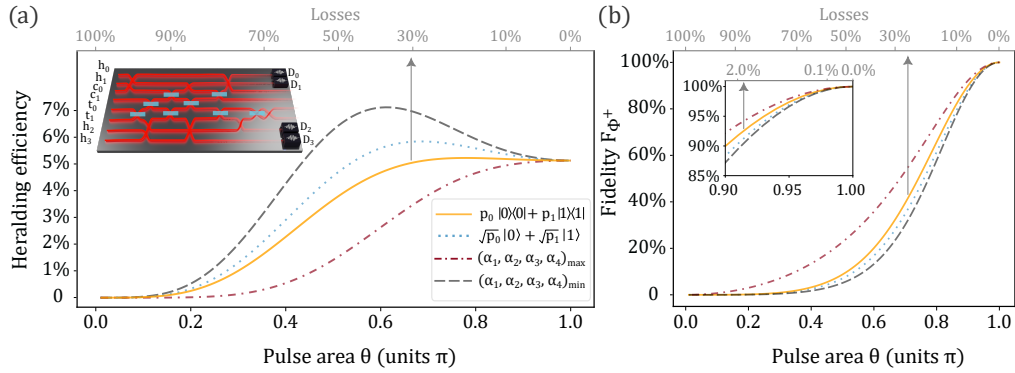 (a)
Losses
100% 90% 70% 50% 30% 10% 0%
Heralding efficiency
7%
6%
5%
4%
3%
2%
1%
0
h₀
h₁
c₀
c₁
t₀
t₁
h₂
h₃
D₀
D₁
D₂
D₃
p₀ |0⟩⟨0| + p₁|1⟩⟨1|
√p₀ |0⟩ + √p₁ |1⟩
(α₁, α₂, α₃, α₄)max
(α₁, α₂, α₃, α₄)min
0.0 0.2 0.4 0.6 0.8 1.0
Pulse area θ (units π)
(b)
Losses
100% 90% 70% 50% 30% 10% 0%
Fidelity F_Φ⁺
100%
80%
60%
40%
20%
0
2.0% 0.1% 0.0%
100%
95%
90%
85%
0.90 0.95 1.00
0.0 0.2 0.4 0.6 0.8 1.0
Pulse area θ (units π)